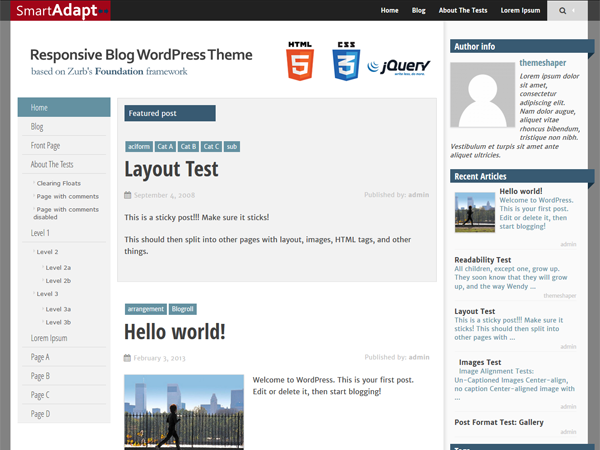 SmartAdapt
Home Blog About The Tests Lorem Ipsum
Responsive Blog WordPress Theme
based on Zurb's Foundation framework
HTML
5
CSS
3
jQuery
write less, do more.
Home
Blog
Front Page
About The Tests
Clearing Floats
Page with comments
Page with comments
disabled
Level 1
Level 2
Level 2a
Level 2b
Level 3
Level 3a
Level 3b
Lorem Ipsum
Page A
Page B
Page C
Page D
Featured post
aciform Cat A Cat B Cat C sub
Layout Test
September 4, 2008 Published by: admin
This is a sticky post!!! Make sure it sticks!
This should then split into other pages with layout, images, HTML tags, and other
things.
arrangement Blogroll
Hello world!
February 3, 2013 Published by: admin
Welcome to WordPress. This is your first post.
Edit or delete it, then start blogging!
Author info
themeshaper
Lorem ipsum dolor
sit amet,
consectetur
adipiscing elit.
Nam dolor augue,
aliquet vitae
rhoncus bibendum,
tristique non nibh.
Vestibulum et turpis sit amet ante
aliquet ultricies.
Recent Articles
Hello world!
Welcome to WordPress.
This is your first post.
Edit or delete it, then
start blogging!
admin
Readability Test
All children, except one, grow up.
They soon know that they will grow
up, and the way Wendy ...
themeshaper
Layout Test
This is a sticky post!!! Make sure it
sticks! This should then split into
other pages with ...
admin
Images Test
Image Alignment Tests:
Un-Captioned Images Center-align,
no caption Center-aligned image with
...
admin
Post Format Test: Gallery
admin